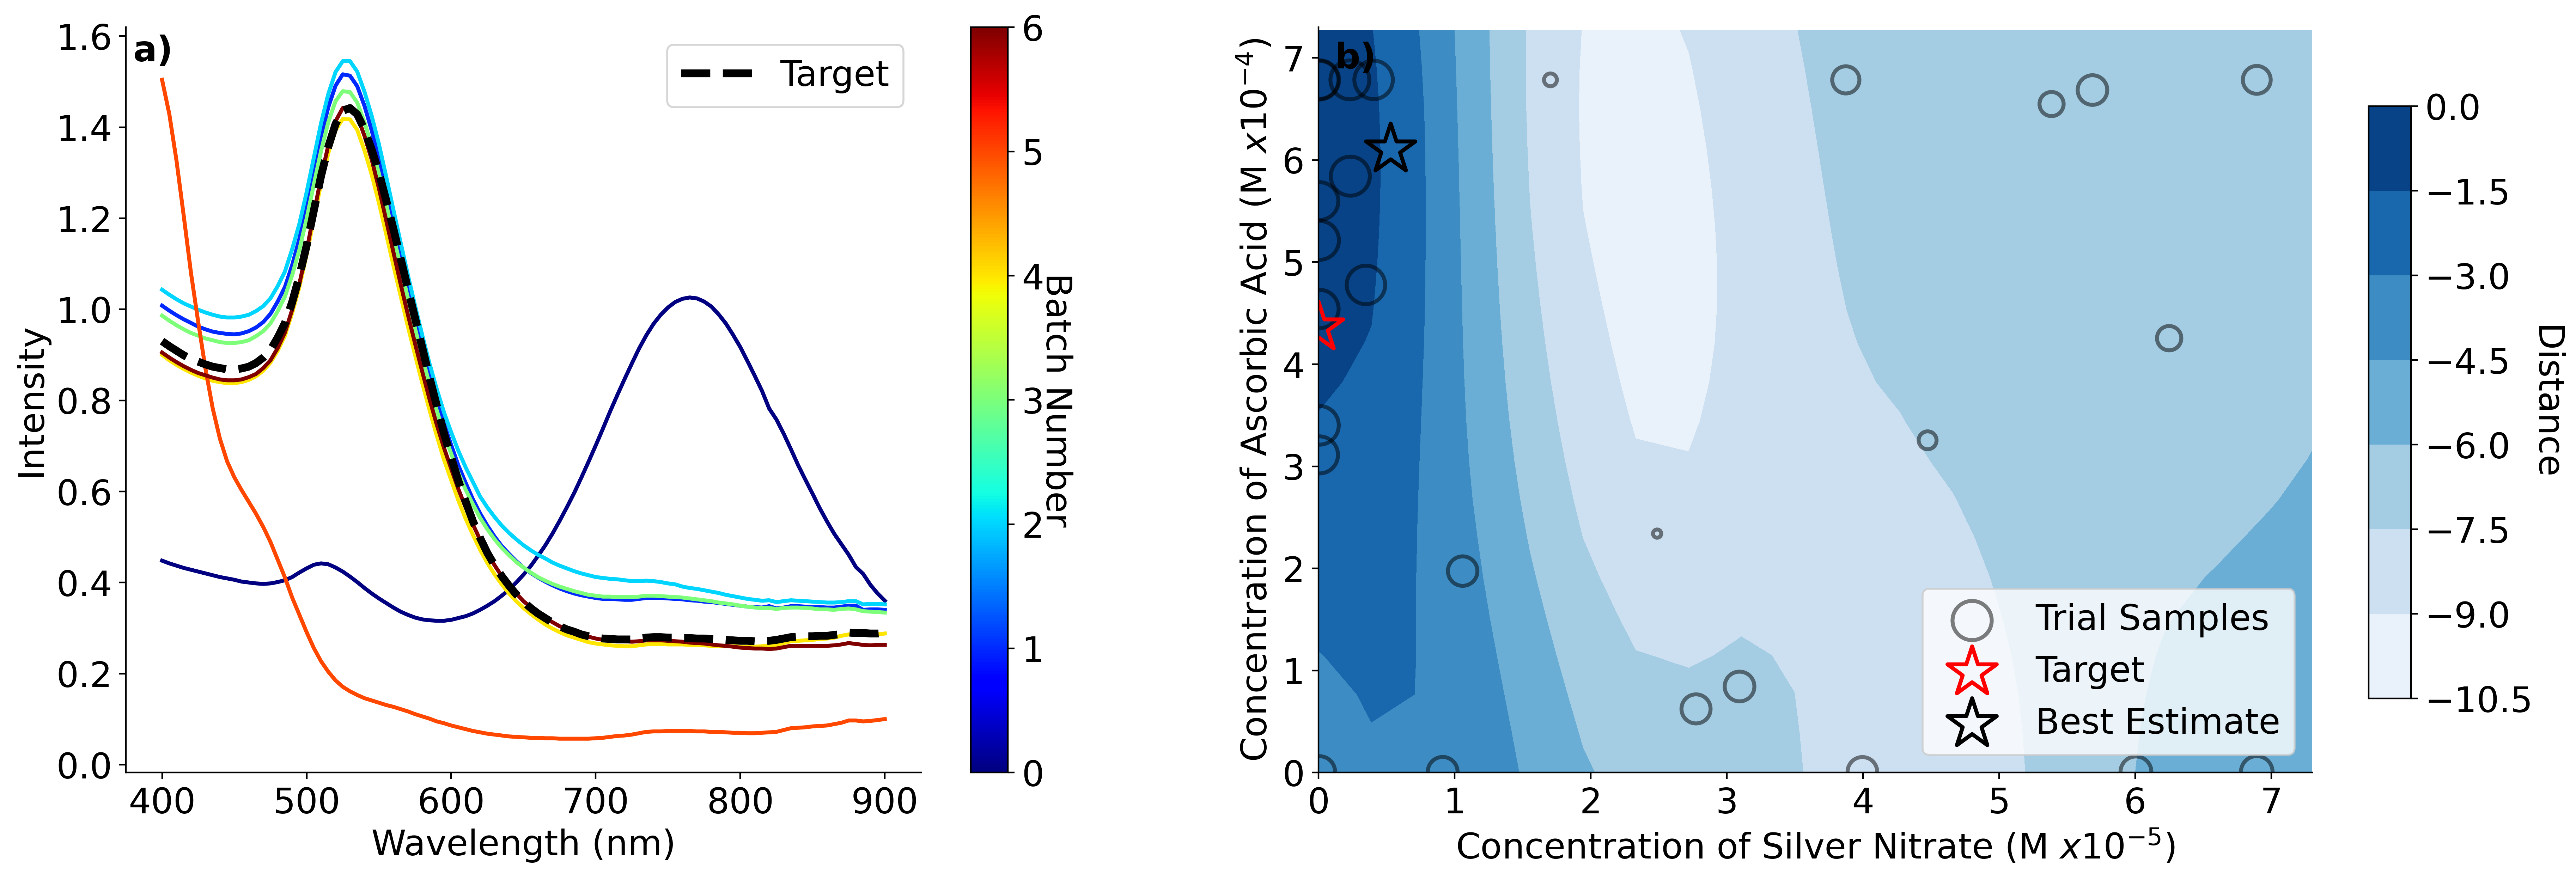 a)
Target
1.6
1.4
1.2
1.0
0.8
0.6
0.4
0.2
0.0
Intensity
400 500 600 700 800 900
Wavelength (nm)
6
5
4
3
2
1
0
Batch Number
b)
7
6
5
4
3
2
1
0
Concentration of Ascorbic Acid (M x10⁻⁴)
0 1 2 3 4 5 6 7
Concentration of Silver Nitrate (M x10⁻⁵)
Trial Samples
Target
Best Estimate
0.0
−1.5
−3.0
−4.5
−6.0
−7.5
−9.0
−10.5
Distance